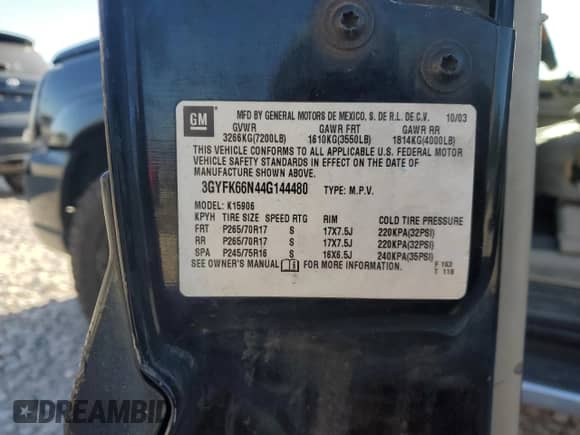 GM
MFD BY GENERAL MOTORS DE MEXICO, S. DE R.L. DE C.V. 10/03
GVWR GAWR FRT GAWR RR
3266KG(7200LB) 1610KG(3550LB) 1814KG(4000LB)
THIS VEHICLE CONFORMS TO ALL APPLICABLE U.S. FEDERAL MOTOR
VEHICLE SAFETY STANDARDS IN EFFECT ON THE DATE OF
MANUFACTURE SHOWN ABOVE.
3GYFK66N44G144480 TYPE: M.P.V.
MODEL: K15906
KPYH TIRE SIZE SPEED RTG RIM COLD TIRE PRESSURE
FRT P265/70R17 S 17X7.5J 220KPA(32PSI)
RR P265/70R17 S 17X7.5J 220KPA(32PSI)
SPA P245/75R16 S 16X6.5J 240KPA(35PSI)
SEE OWNER'S MANUAL FOR MORE INFORMATION. F 163
T 118
DREAMBID